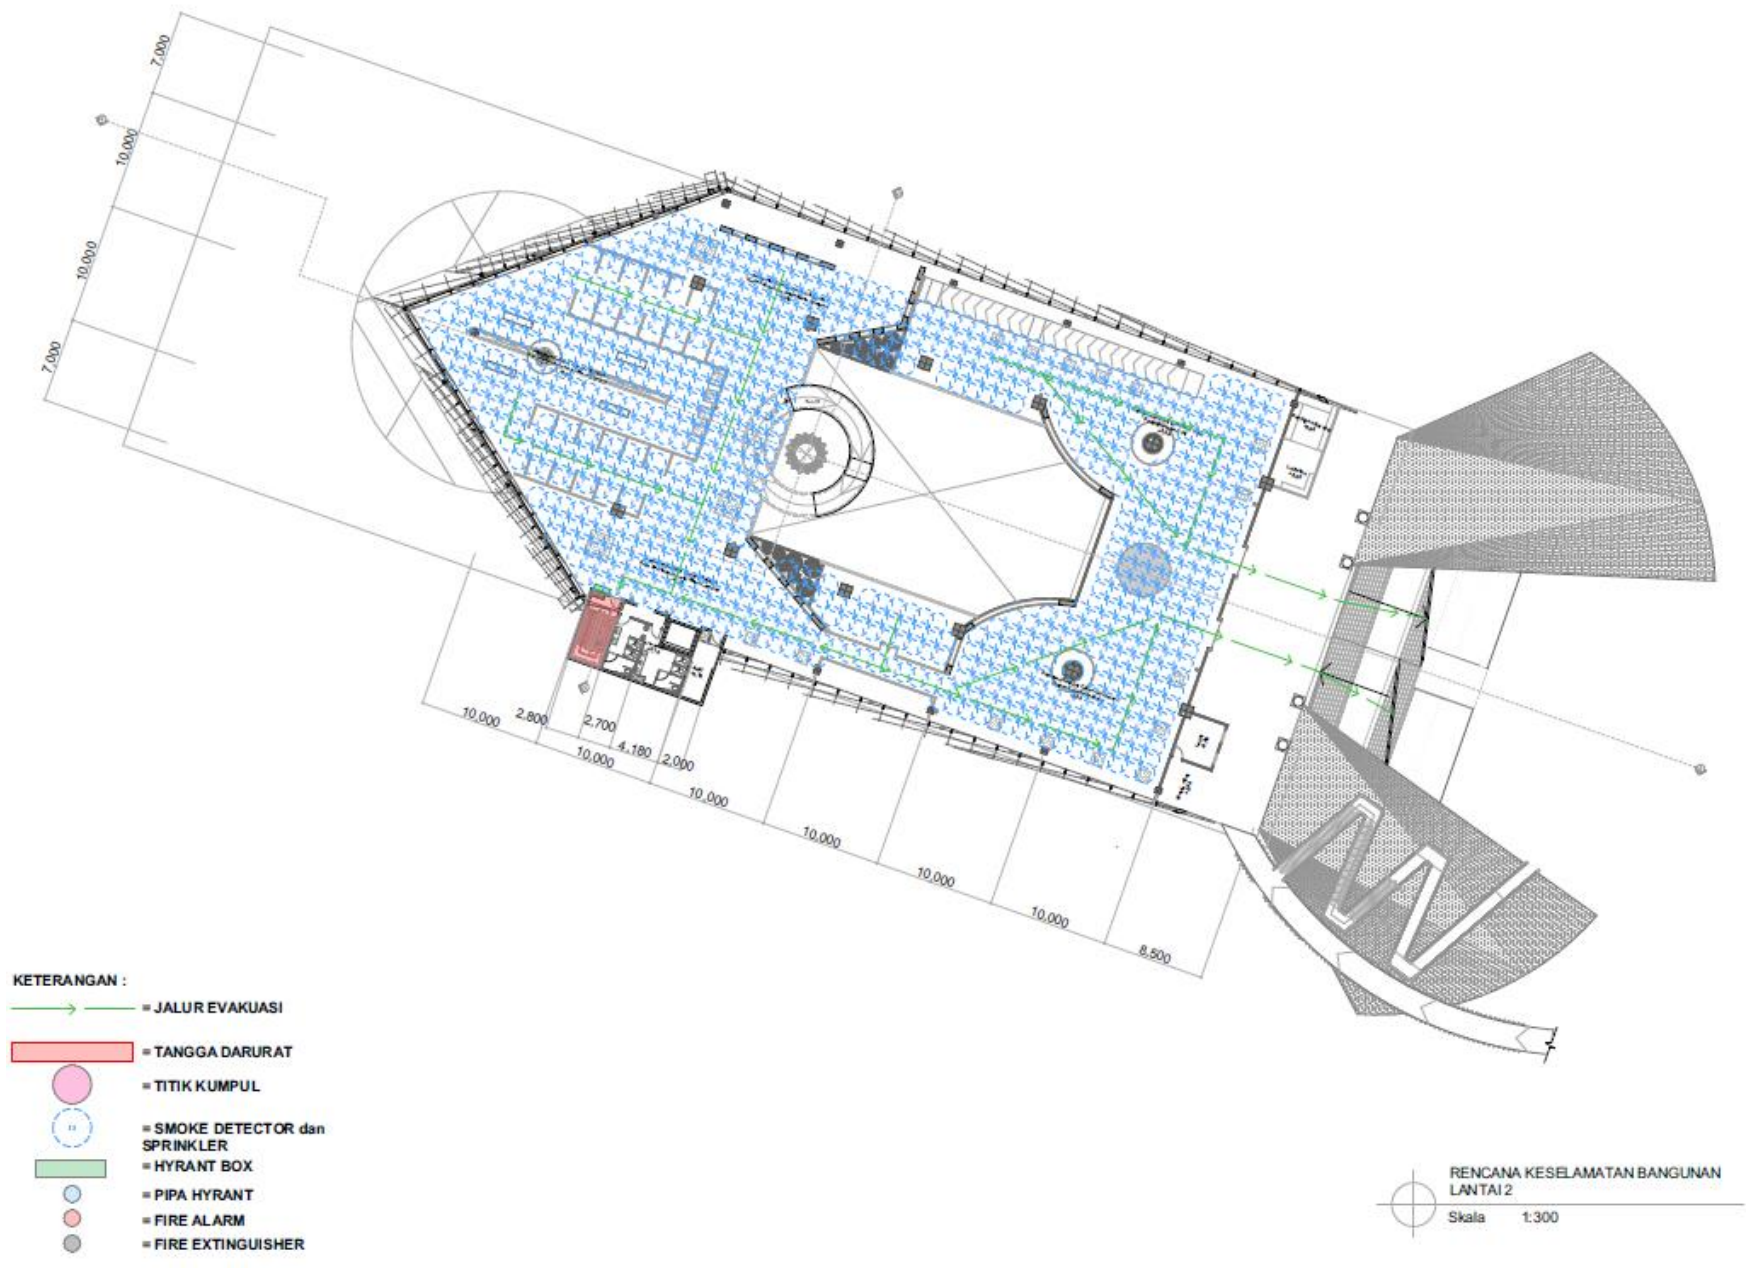 7,000
10,000
10,000
7,000
10,000
2,800
2,700
4,180
2,000
10,000
10,000
10,000
10,000
10,000
8,500
KETERANGAN :
= JALUR EVAKUASI
= TANGGA DARURAT
= TITIK KUMPUL
= SMOKE DETECTOR dan
SPRINKLER
= HYRANT BOX
= PIPA HYRANT
= FIRE ALARM
= FIRE EXTINGUISHER
RENCANA KESELAMATAN BANGUNAN
LANTAI 2
Skala 1:300